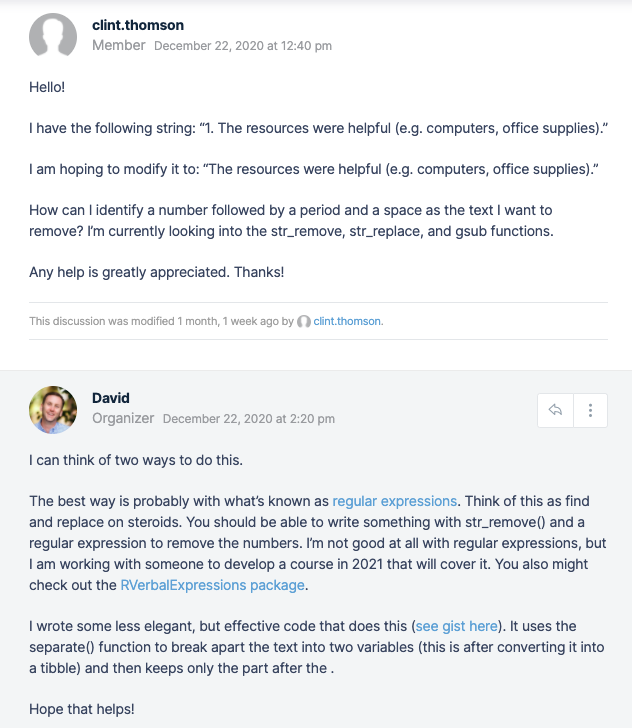 clint.thomson
Member December 22, 2020 at 12:40 pm
Hello!
I have the following string: “1. The resources were helpful (e.g. computers, office supplies).”
I am hoping to modify it to: “The resources were helpful (e.g. computers, office supplies).”
How can I identify a number followed by a period and a space as the text I want to
remove? I’m currently looking into the str_remove, str_replace, and gsub functions.
Any help is greatly appreciated. Thanks!
This discussion was modified 1 month, 1 week ago by clint.thomson.
David
Organizer December 22, 2020 at 2:20 pm
I can think of two ways to do this.
The best way is probably with what’s known as regular expressions. Think of this as find
and replace on steroids. You should be able to write something with str_remove() and a
regular expression to remove the numbers. I’m not good at all with regular expressions, but
I am working with someone to develop a course in 2021 that will cover it. You also might
check out the RVerbalExpressions package.
I wrote some less elegant, but effective code that does this (see gist here). It uses the
separate() function to break apart the text into two variables (this is after converting it into
a tibble) and then keeps only the part after the .
Hope that helps!